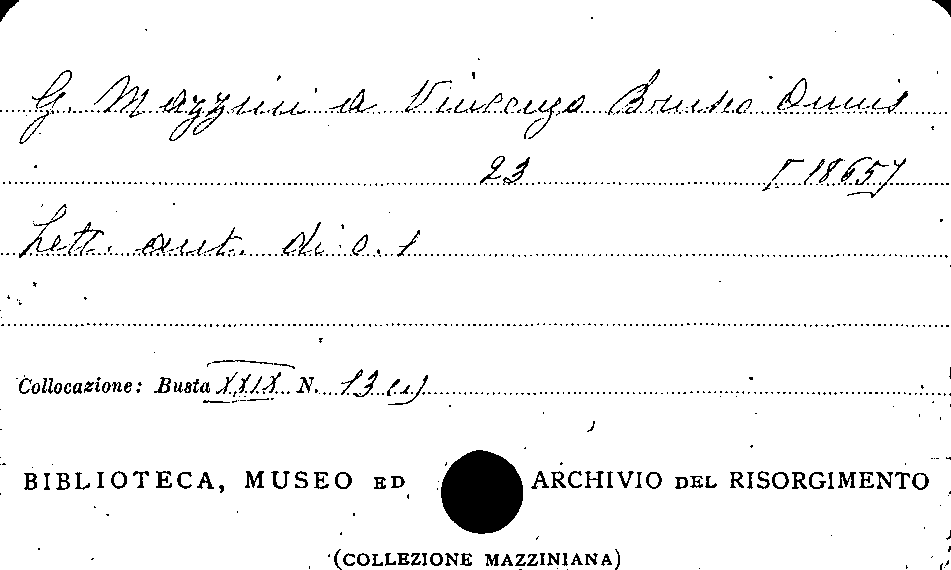 G. Mazzini a Vincenzo Brusco Onnis
23 [1865]
Lett. aut. di c. 1
Collocazione: Busta XXIX N. 13 (1)
BIBLIOTECA, MUSEO ED ARCHIVIO DEL RISORGIMENTO
(COLLEZIONE MAZZINIANA)